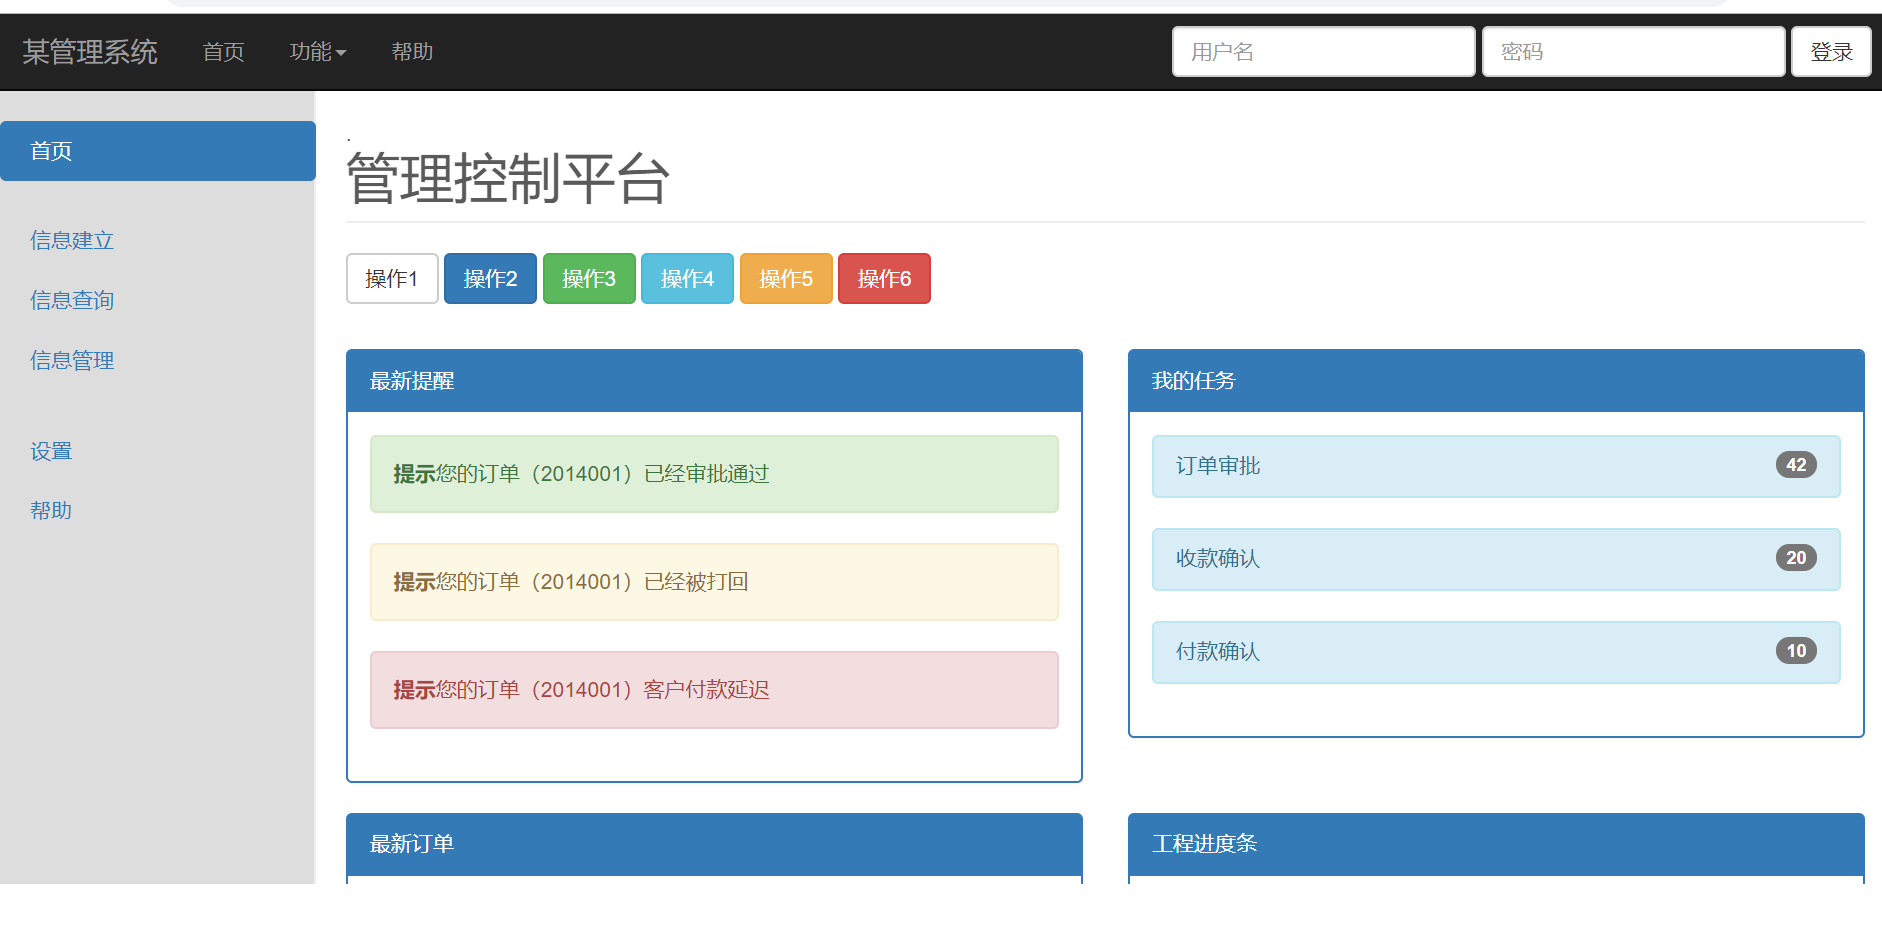 某管理系统 首页 功能 帮助 用户名 密码 登录
首页
信息建立
信息查询
信息管理
设置
帮助
.
管理控制平台
操作1 操作2 操作3 操作4 操作5 操作6
最新提醒
提示您的订单（2014001）已经审批通过
提示您的订单（2014001）已经被打回
提示您的订单（2014001）客户付款延迟
我的任务
订单审批 42
收款确认 20
付款确认 10
最新订单
工程进度条